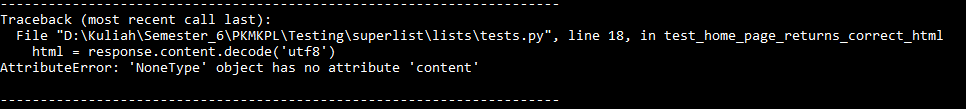 ----------------------------------------------------------------------
Traceback (most recent call last):
  File "D:\Kuliah\Semester_6\PKMKPL\Testing\superlist\lists\tests.py", line 18, in test_home_page_returns_correct_html
    html = response.content.decode('utf8')
AttributeError: 'NoneType' object has no attribute 'content'
----------------------------------------------------------------------